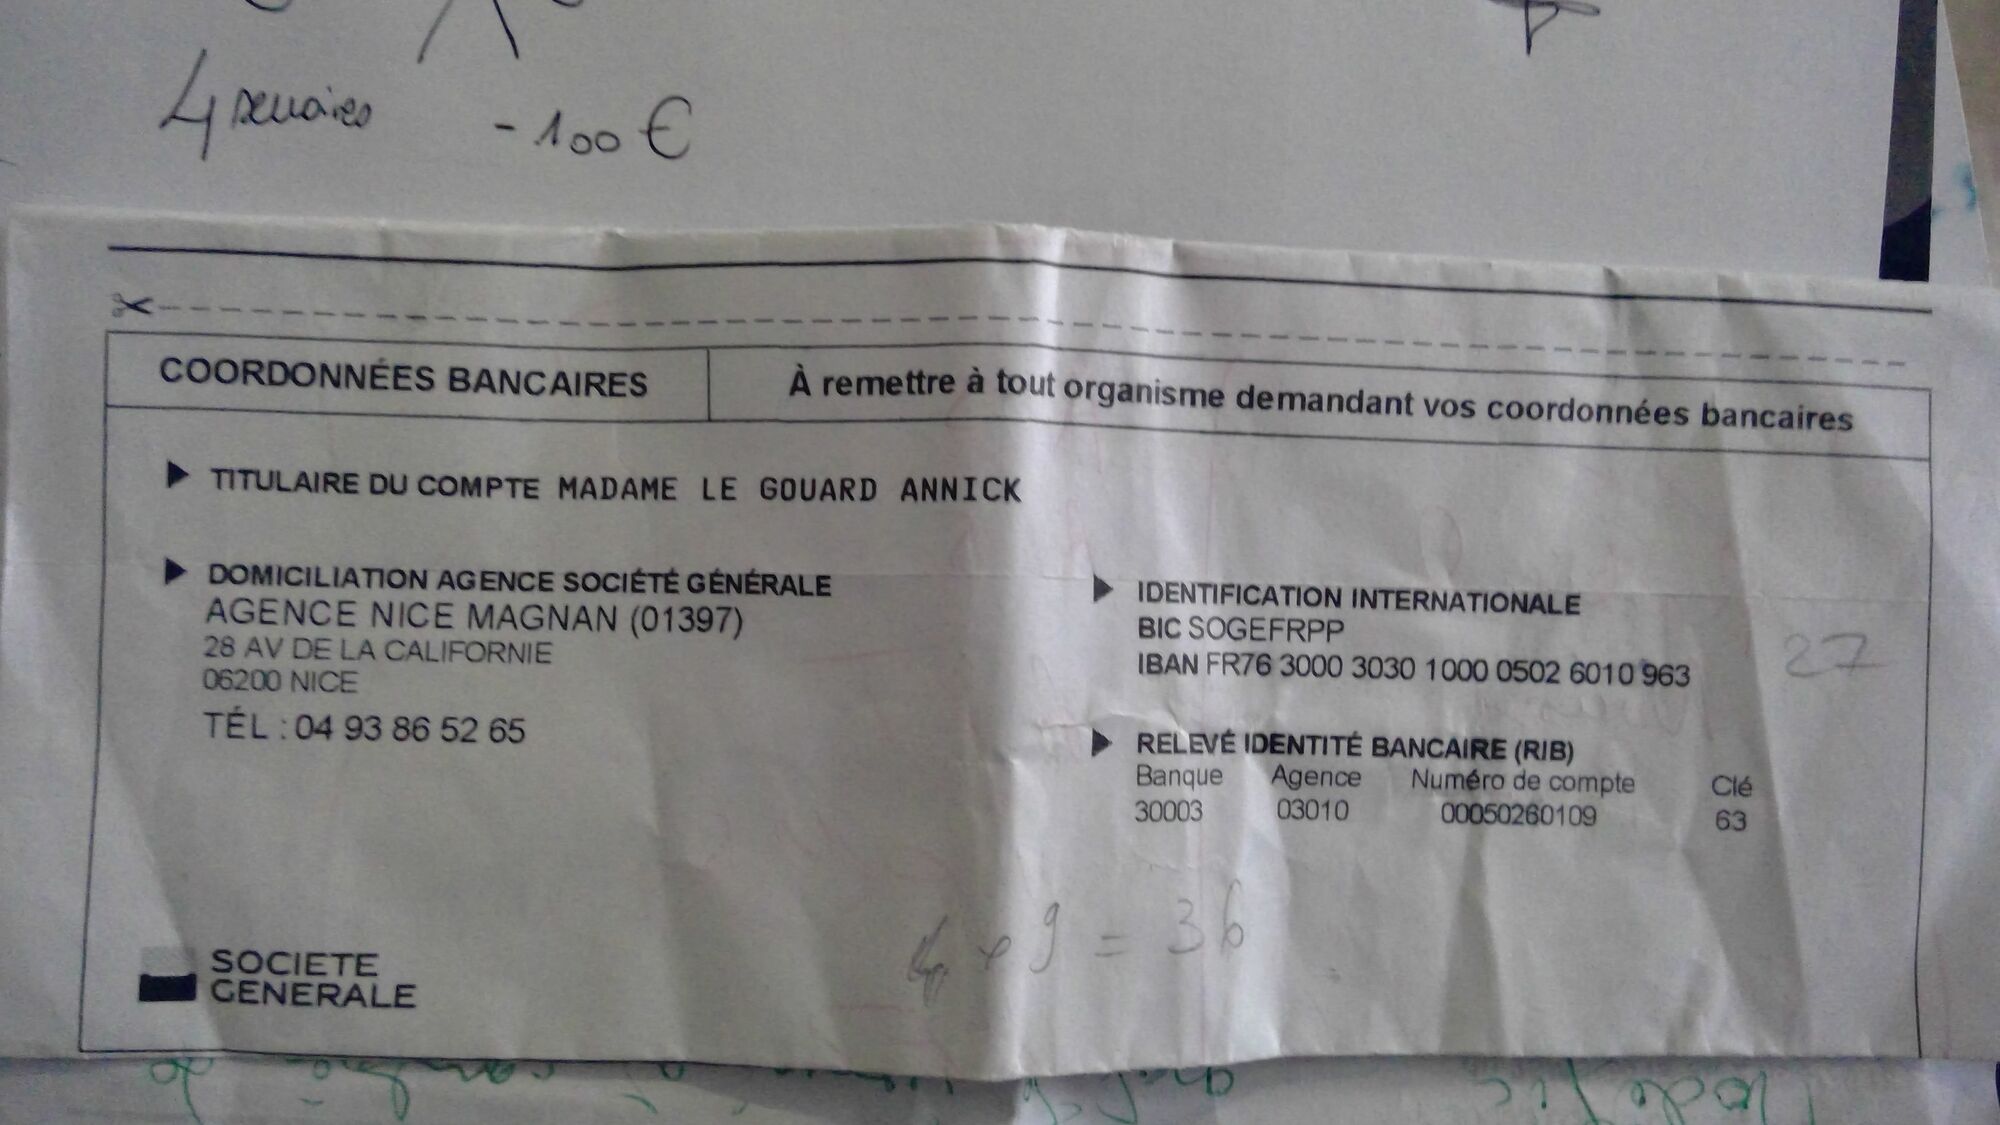 4 semaines - 100 €
COORDONNÉES BANCAIRES
À remettre à tout organisme demandant vos coordonnées bancaires
TITULAIRE DU COMPTE MADAME LE GOUARD ANNICK
DOMICILIATION AGENCE SOCIÉTÉ GÉNÉRALE
AGENCE NICE MAGNAN (01397)
28 AV DE LA CALIFORNIE
06200 NICE
TÉL : 04 93 86 52 65
IDENTIFICATION INTERNATIONALE
BIC SOGEFRPP
IBAN FR76 3000 3030 1000 0502 6010 963
27
RELEVÉ IDENTITÉ BANCAIRE (RIB)
Banque Agence Numéro de compte Clé
30003 03010 00050260109 63
4 x 9 = 36
SOCIETE
GENERALE